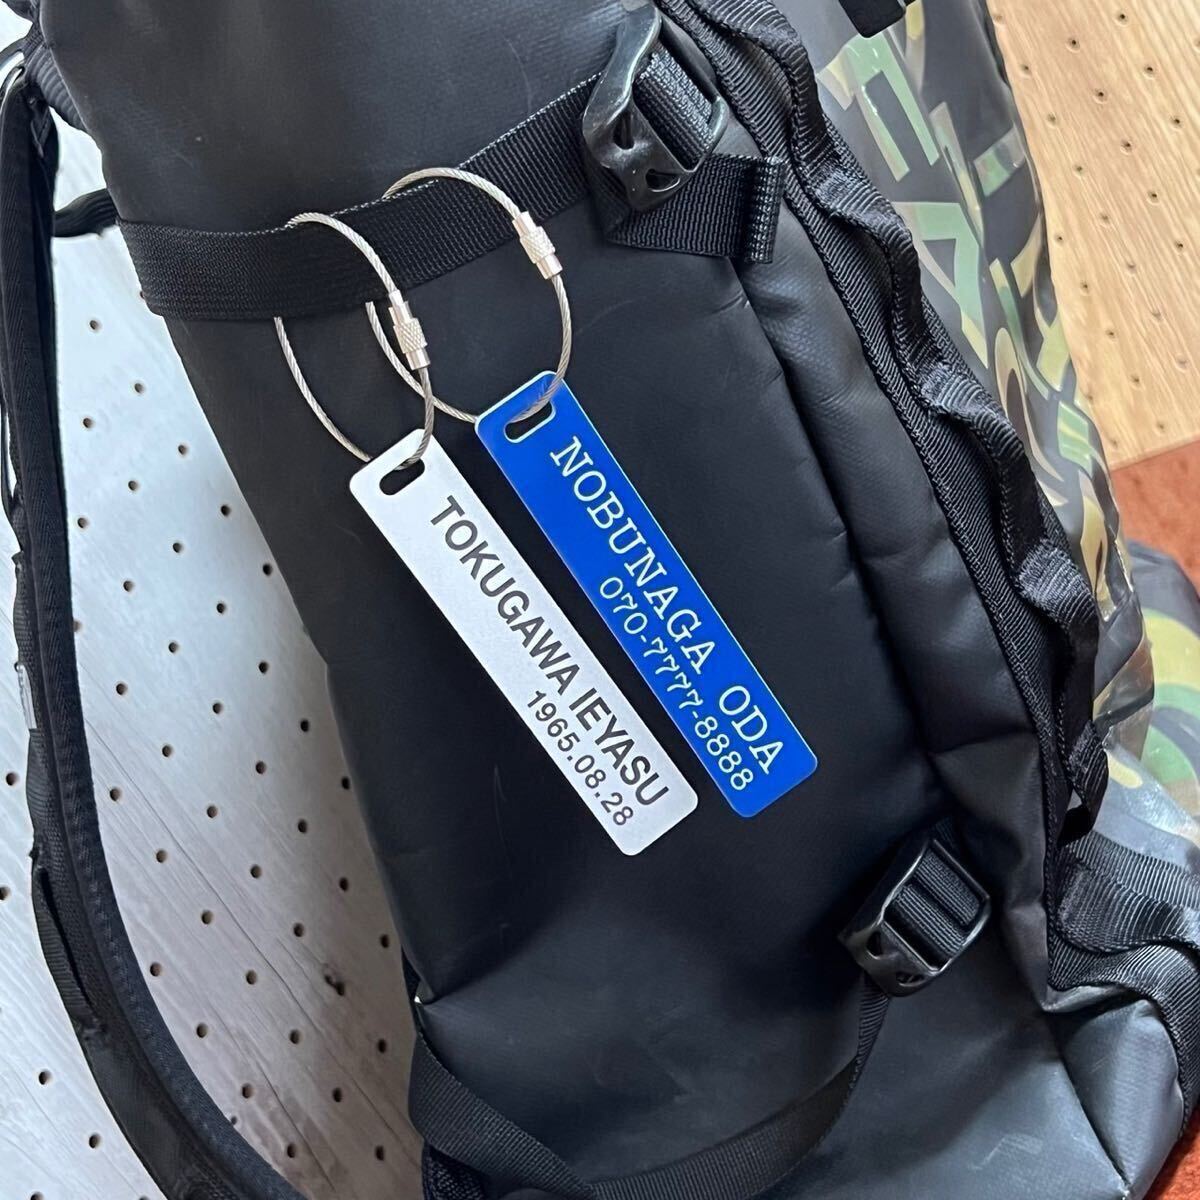 TOKUGAWA IEYASU
1965.08.28
NOBUNAGA ODA
070-7777-8888